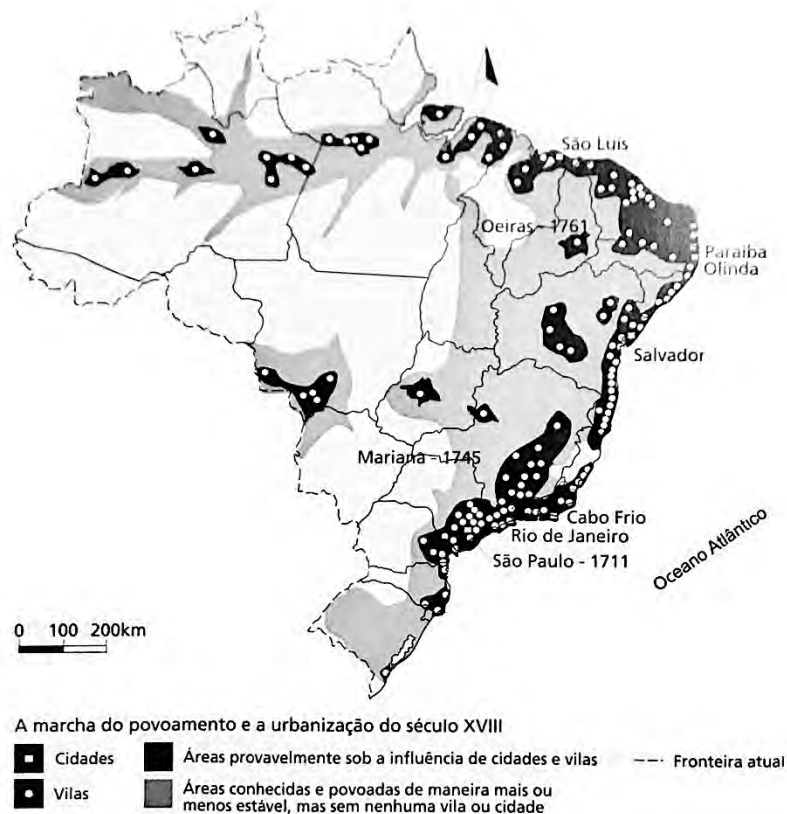 São Luis
Oeiras - 1761
Paraíba
Olinda
Salvador
Mariana - 1745
Cabo Frio
Rio de Janeiro
São Paulo - 1711
Oceano Atlântico
0 100 200km
A marcha do povoamento e a urbanização do século XVIII
Cidades
Áreas provavelmente sob a influência de cidades e vilas
Fronteira atual
Vilas
Áreas conhecidas e povoadas de maneira mais ou
menos estável, mas sem nenhuma vila ou cidade